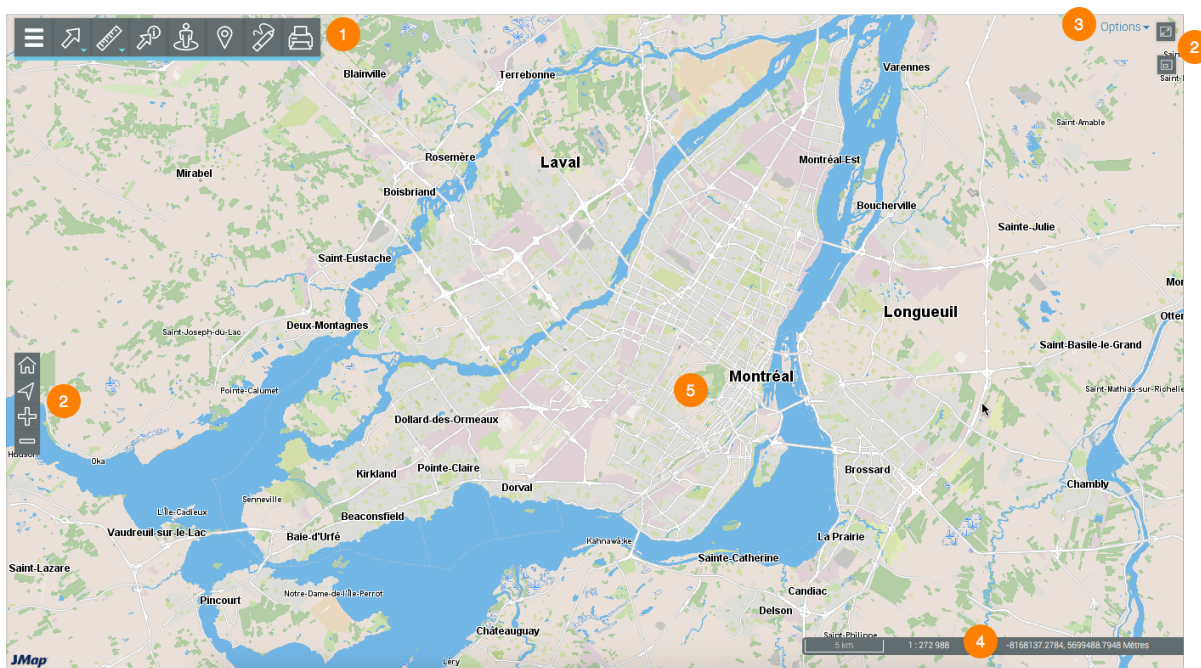 1
3
Options
2
Blainville
Terrebonne
Varennes
Saint-Amable
Rosemère
Laval
Montréal-Est
Mirabel
Boisbriand
Boucherville
Sainte-Julie
Saint-Eustache
Longueuil
Deux-Montagnes
Saint-Joseph-du-Lac
Saint-Basile-le-Grand
2
Pointe-Calumet
5
Montréal
Saint-Mathias-sur-Richelie
Dollard-des-Ormeaux
Oka
Kirkland
Pointe-Claire
Brossard
Dorval
Chambly
Senneville
L'Île-Cadieux
Beaconsfield
Vaudreuil-sur-le-Lac
Baie-d'Urfé
Kahnawà:ke
La Prairie
Sainte-Catherine
Saint-Lazare
Notre-Dame-de-l'Île-Perrot
Candiac
Pincourt
Delson
Châteauguay
Saint-Philippe
5 km
1 : 272 988
4
-8168137.2784, 5699488.7948 Mètres
JMap
Léry